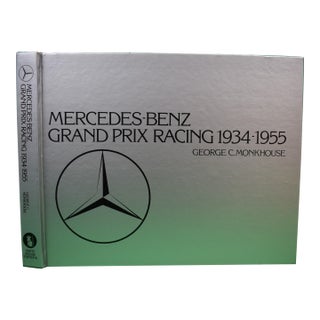 MERCEDES-BENZ
GRAND PRIX RACING 1934-1955
GEORGE C. MONKHOUSE
MERCEDES-BENZ
GRAND PRIX RACING 1934-1955